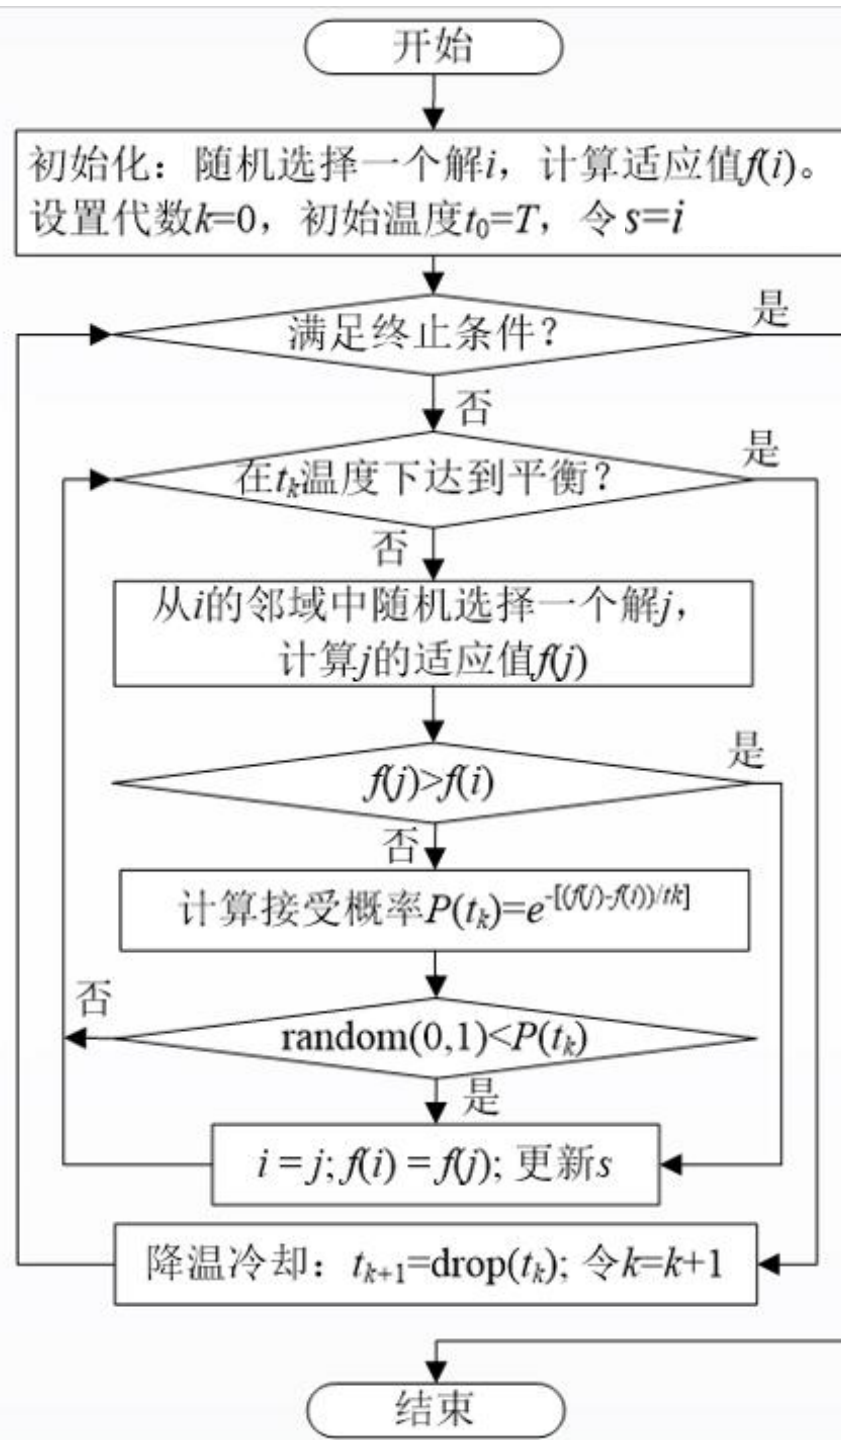 开始
初始化：随机选择一个解i，计算适应值f(i)。
设置代数k=0，初始温度t₀=T，令s=i
满足终止条件？
是
否
在tₖ温度下达到平衡？
是
否
从i的邻域中随机选择一个解j，
计算j的适应值f(j)
f(j)>f(i)
是
否
计算接受概率P(tₖ)=e^-[(f(j)-f(i))/tk]
否
random(0,1)<P(tₖ)
是
i = j; f(i) = f(j); 更新s
降温冷却：tₖ₊₁=drop(tₖ); 令k=k+1
结束